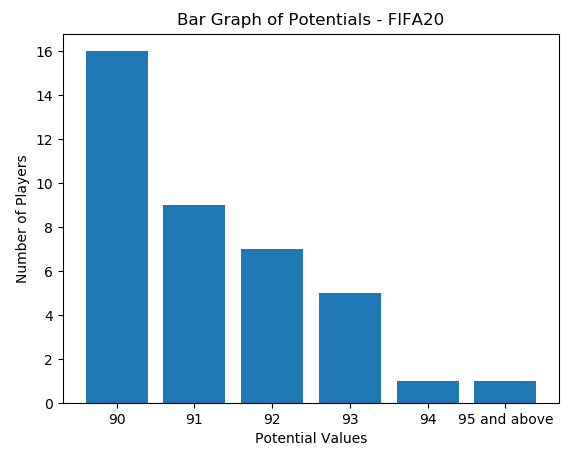 Bar Graph of Potentials - FIFA20
16
14
12
10
8
6
4
2
0
Number of Players
90 91 92 93 94 95 and above
Potential Values